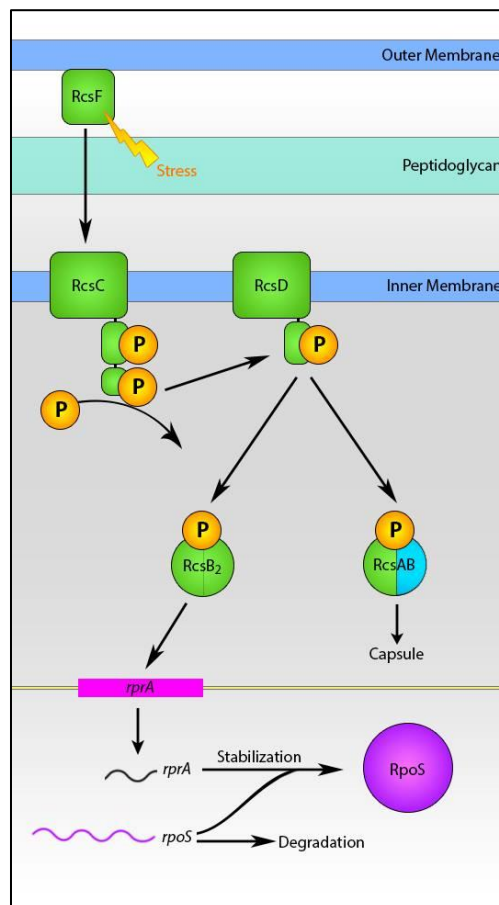 Outer Membrane
RcsF
Stress
Peptidoglycan
RcsC
RcsD
Inner Membrane
P
P
P
P
P
P
RcsB₂
RcsAB
Capsule
rprA
rprA
Stabilization
RpoS
rpoS
Degradation